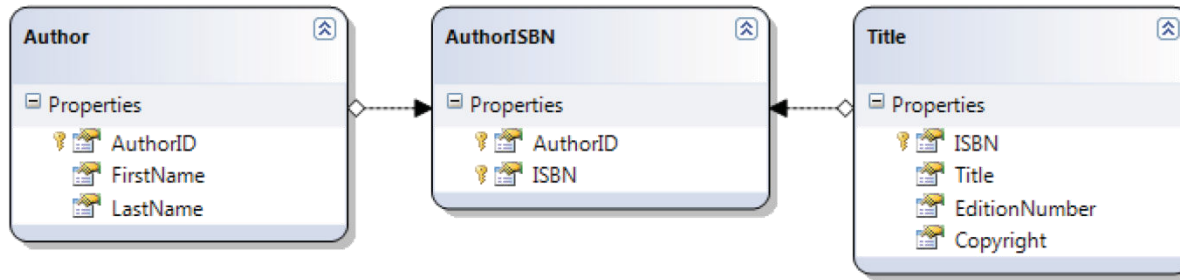 Author
Properties
AuthorID
FirstName
LastName
AuthorISBN
Properties
AuthorID
ISBN
Title
Properties
ISBN
Title
EditionNumber
Copyright